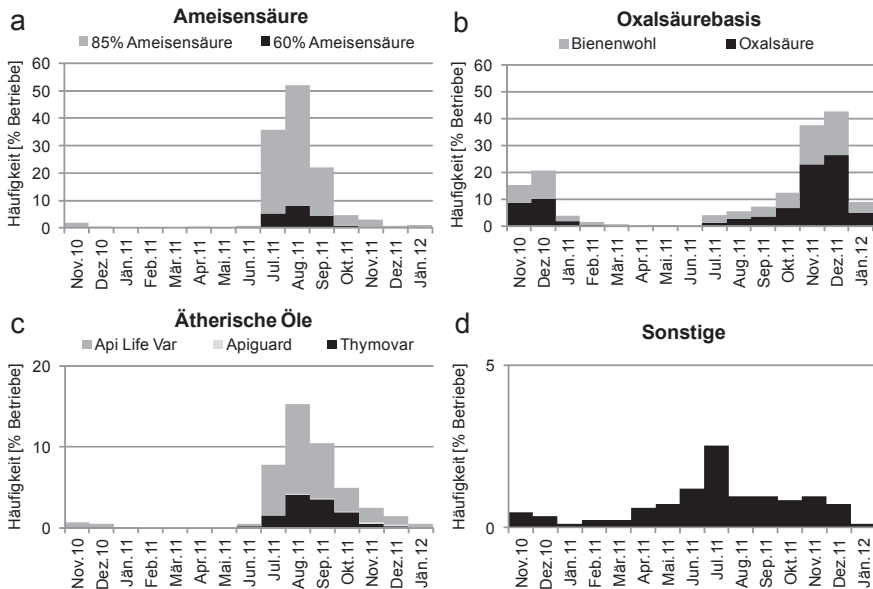 a
Ameisensäure
85% Ameisensäure 60% Ameisensäure
Häufigkeit [% Betriebe]
60
50
40
30
20
10
0
Nov.10 Dez.10 Jän.11 Feb.11 Mär.11 Apr.11 Mai.11 Jun.11 Jul.11 Aug.11 Sep.11 Okt.11 Nov.11 Dez.11 Jän.12
b
Oxalsäurebasis
Bienenwohl Oxalsäure
Häufigkeit [% Betriebe]
60
50
40
30
20
10
0
Nov.10 Dez.10 Jän.11 Feb.11 Mär.11 Apr.11 Mai.11 Jun.11 Jul.11 Aug.11 Sep.11 Okt.11 Nov.11 Dez.11 Jän.12
c
Ätherische Öle
Api Life Var Apiguard Thymovar
Häufigkeit [% Betriebe]
20
10
0
Nov.10 Dez.10 Jän.11 Feb.11 Mär.11 Apr.11 Mai.11 Jun.11 Jul.11 Aug.11 Sep.11 Okt.11 Nov.11 Dez.11 Jän.12
d
Sonstige
Häufigkeit [% Betriebe]
5
0
Nov.10 Dez.10 Jän.11 Feb.11 Mär.11 Apr.11 Mai.11 Jun.11 Jul.11 Aug.11 Sep.11 Okt.11 Nov.11 Dez.11 Jän.12